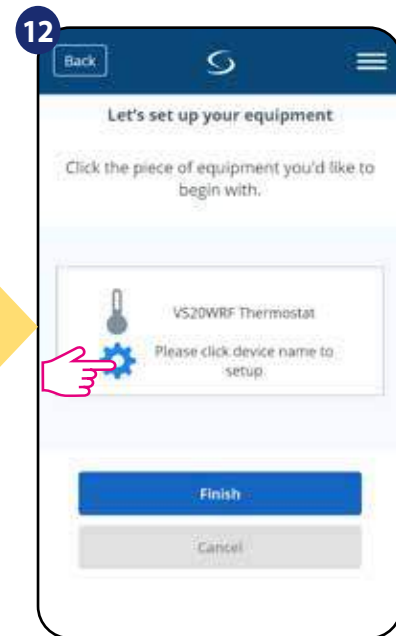 12
Back
Let's set up your equipment
Click the piece of equipment you'd like to
begin with.
VS20WRF Thermostat
Please click device name to
setup
Finish
Cancel